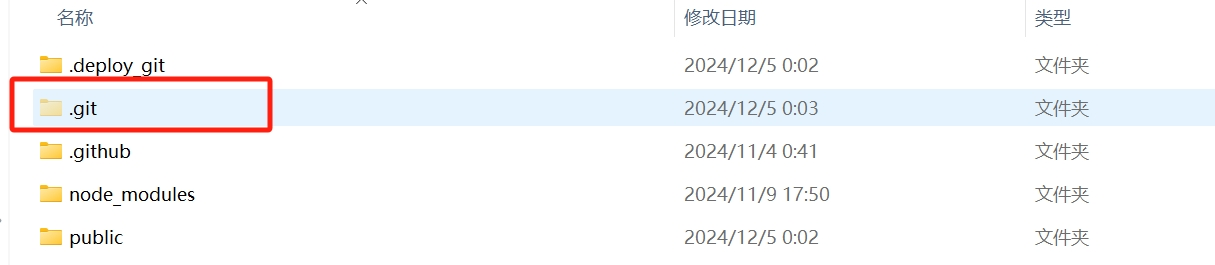 名称 修改日期 类型
.deploy_git 2024/12/5 0:02 文件夹
.git 2024/12/5 0:03 文件夹
.github 2024/11/4 0:41 文件夹
node_modules 2024/11/9 17:50 文件夹
public 2024/12/5 0:02 文件夹